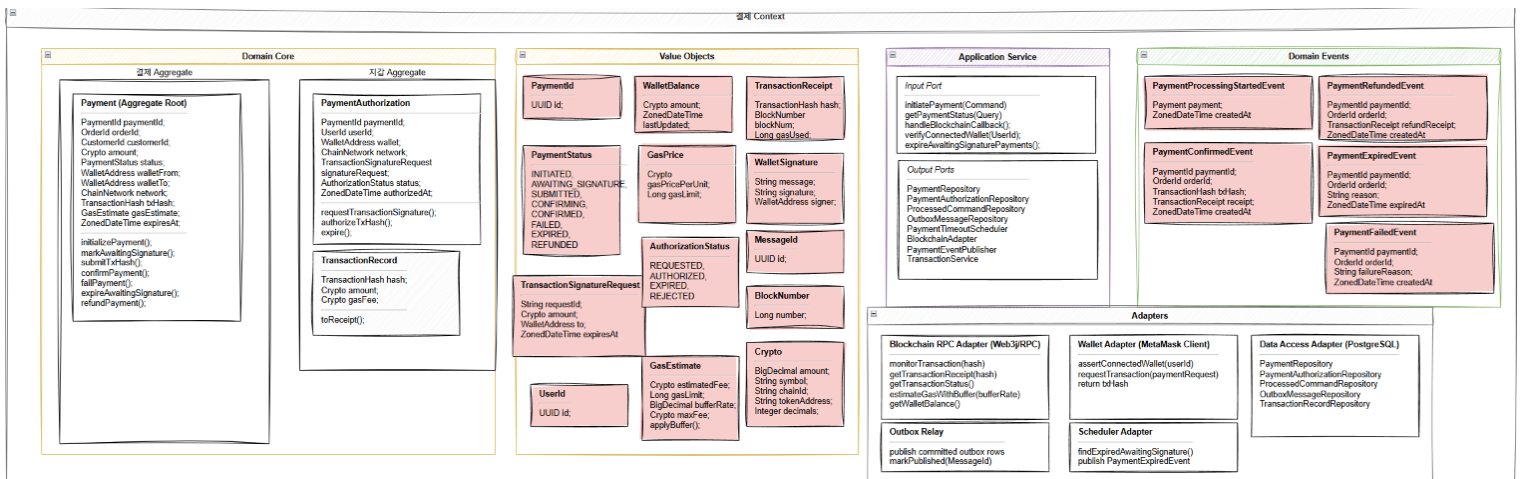 결제 Context
Domain Core
결제 Aggregate
Payment (Aggregate Root)
PaymentId paymentId;
OrderId orderId;
CustomerId customerId;
Crypto amount;
PaymentStatus status;
WalletAddress walletFrom;
WalletAddress walletTo;
ChainNetwork network;
TransactionHash txHash;
GasEstimate gasEstimate;
ZonedDateTime expiresAt;
initializePayment();
markAwaitingSignature();
submitTxHash();
confirmPayment();
failPayment();
expireAwaitingSignature();
refundPayment();
지갑 Aggregate
PaymentAuthorization
PaymentId paymentId;
UserId userId;
WalletAddress wallet;
ChainNetwork network;
TransactionSignatureRequest
signatureRequest;
AuthorizationStatus status;
ZonedDateTime authorizedAt;
requestTransactionSignature();
authorizeTxHash();
expire();
TransactionRecord
TransactionHash hash;
Crypto amount;
Crypto gasFee;
toReceipt();
Value Objects
PaymentId
UUID id;
PaymentStatus
INITIATED,
AWAITING_SIGNATURE,
SUBMITTED,
CONFIRMING,
CONFIRMED,
FAILED,
EXPIRED,
REFUNDED
TransactionSignatureRequest
String requestId;
Crypto amount;
WalletAddress to;
ZonedDateTime expiresAt
UserId
UUID id;
WalletBalance
Crypto amount;
ZonedDateTime
lastUpdated;
GasPrice
Crypto
gasPricePerUnit;
Long gasLimit;
AuthorizationStatus
REQUESTED,
AUTHORIZED,
EXPIRED,
REJECTED
GasEstimate
Crypto estimatedFee;
Long gasLimit;
BigDecimal bufferRate;
Crypto maxFee;
applyBuffer();
TransactionReceipt
TransactionHash hash;
BlockNumber
blockNum;
Long gasUsed;
WalletSignature
String message;
String signature;
WalletAddress signer;
MessageId
UUID id;
BlockNumber
Long number;
Crypto
BigDecimal amount;
String symbol;
String chainId;
String tokenAddress;
Integer decimals;
Application Service
Input Port
initiatePayment(Command)
getPaymentStatus(Query)
handleBlockchainCallback();
verifyConnectedWallet(UserId);
expireAwaitingSignaturePayments();
Output Ports
PaymentRepository
PaymentAuthorizationRepository
ProcessedCommandRepository
OutboxMessageRepository
PaymentTimeoutScheduler
BlockchainAdapter
PaymentEventPublisher
TransactionService
Domain Events
PaymentProcessingStartedEvent
Payment payment;
ZonedDateTime createdAt
PaymentConfirmedEvent
PaymentId paymentId;
OrderId orderId;
TransactionHash txHash;
TransactionReceipt receipt;
ZonedDateTime createdAt
PaymentRefundedEvent
PaymentId paymentId;
OrderId orderId;
TransactionReceipt refundReceipt;
ZonedDateTime createdAt
PaymentExpiredEvent
PaymentId paymentId;
OrderId orderId;
String reason;
ZonedDateTime expiredAt
PaymentFailedEvent
PaymentId paymentId;
OrderId orderId;
String failureReason;
ZonedDateTime createdAt
Adapters
Blockchain RPC Adapter (Web3j/RPC)
monitorTransaction(hash)
getTransactionReceipt(hash)
getTransactionStatus()
estimateGasWithBuffer(bufferRate)
getWalletBalance()
Wallet Adapter (MetaMask Client)
assertConnectedWallet(userId)
requestTransaction(paymentRequest)
return txHash
Data Access Adapter (PostgreSQL)
PaymentRepository
PaymentAuthorizationRepository
ProcessedCommandRepository
OutboxMessageRepository
TransactionRecordRepository
Outbox Relay
publish committed outbox rows
markPublished(MessageId)
Scheduler Adapter
findExpiredAwaitingSignature()
publish PaymentExpiredEvent